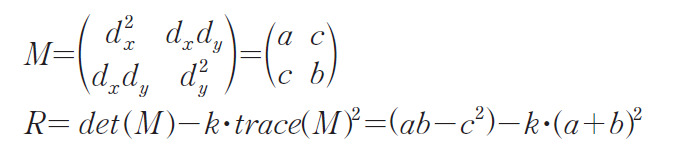 M=(d_x^2 d_xd_y d_xd_y d_y^2)=(a c c b)
R= det(M)−k·trace(M)^2=(ab−c^2)−k·(a+b)^2